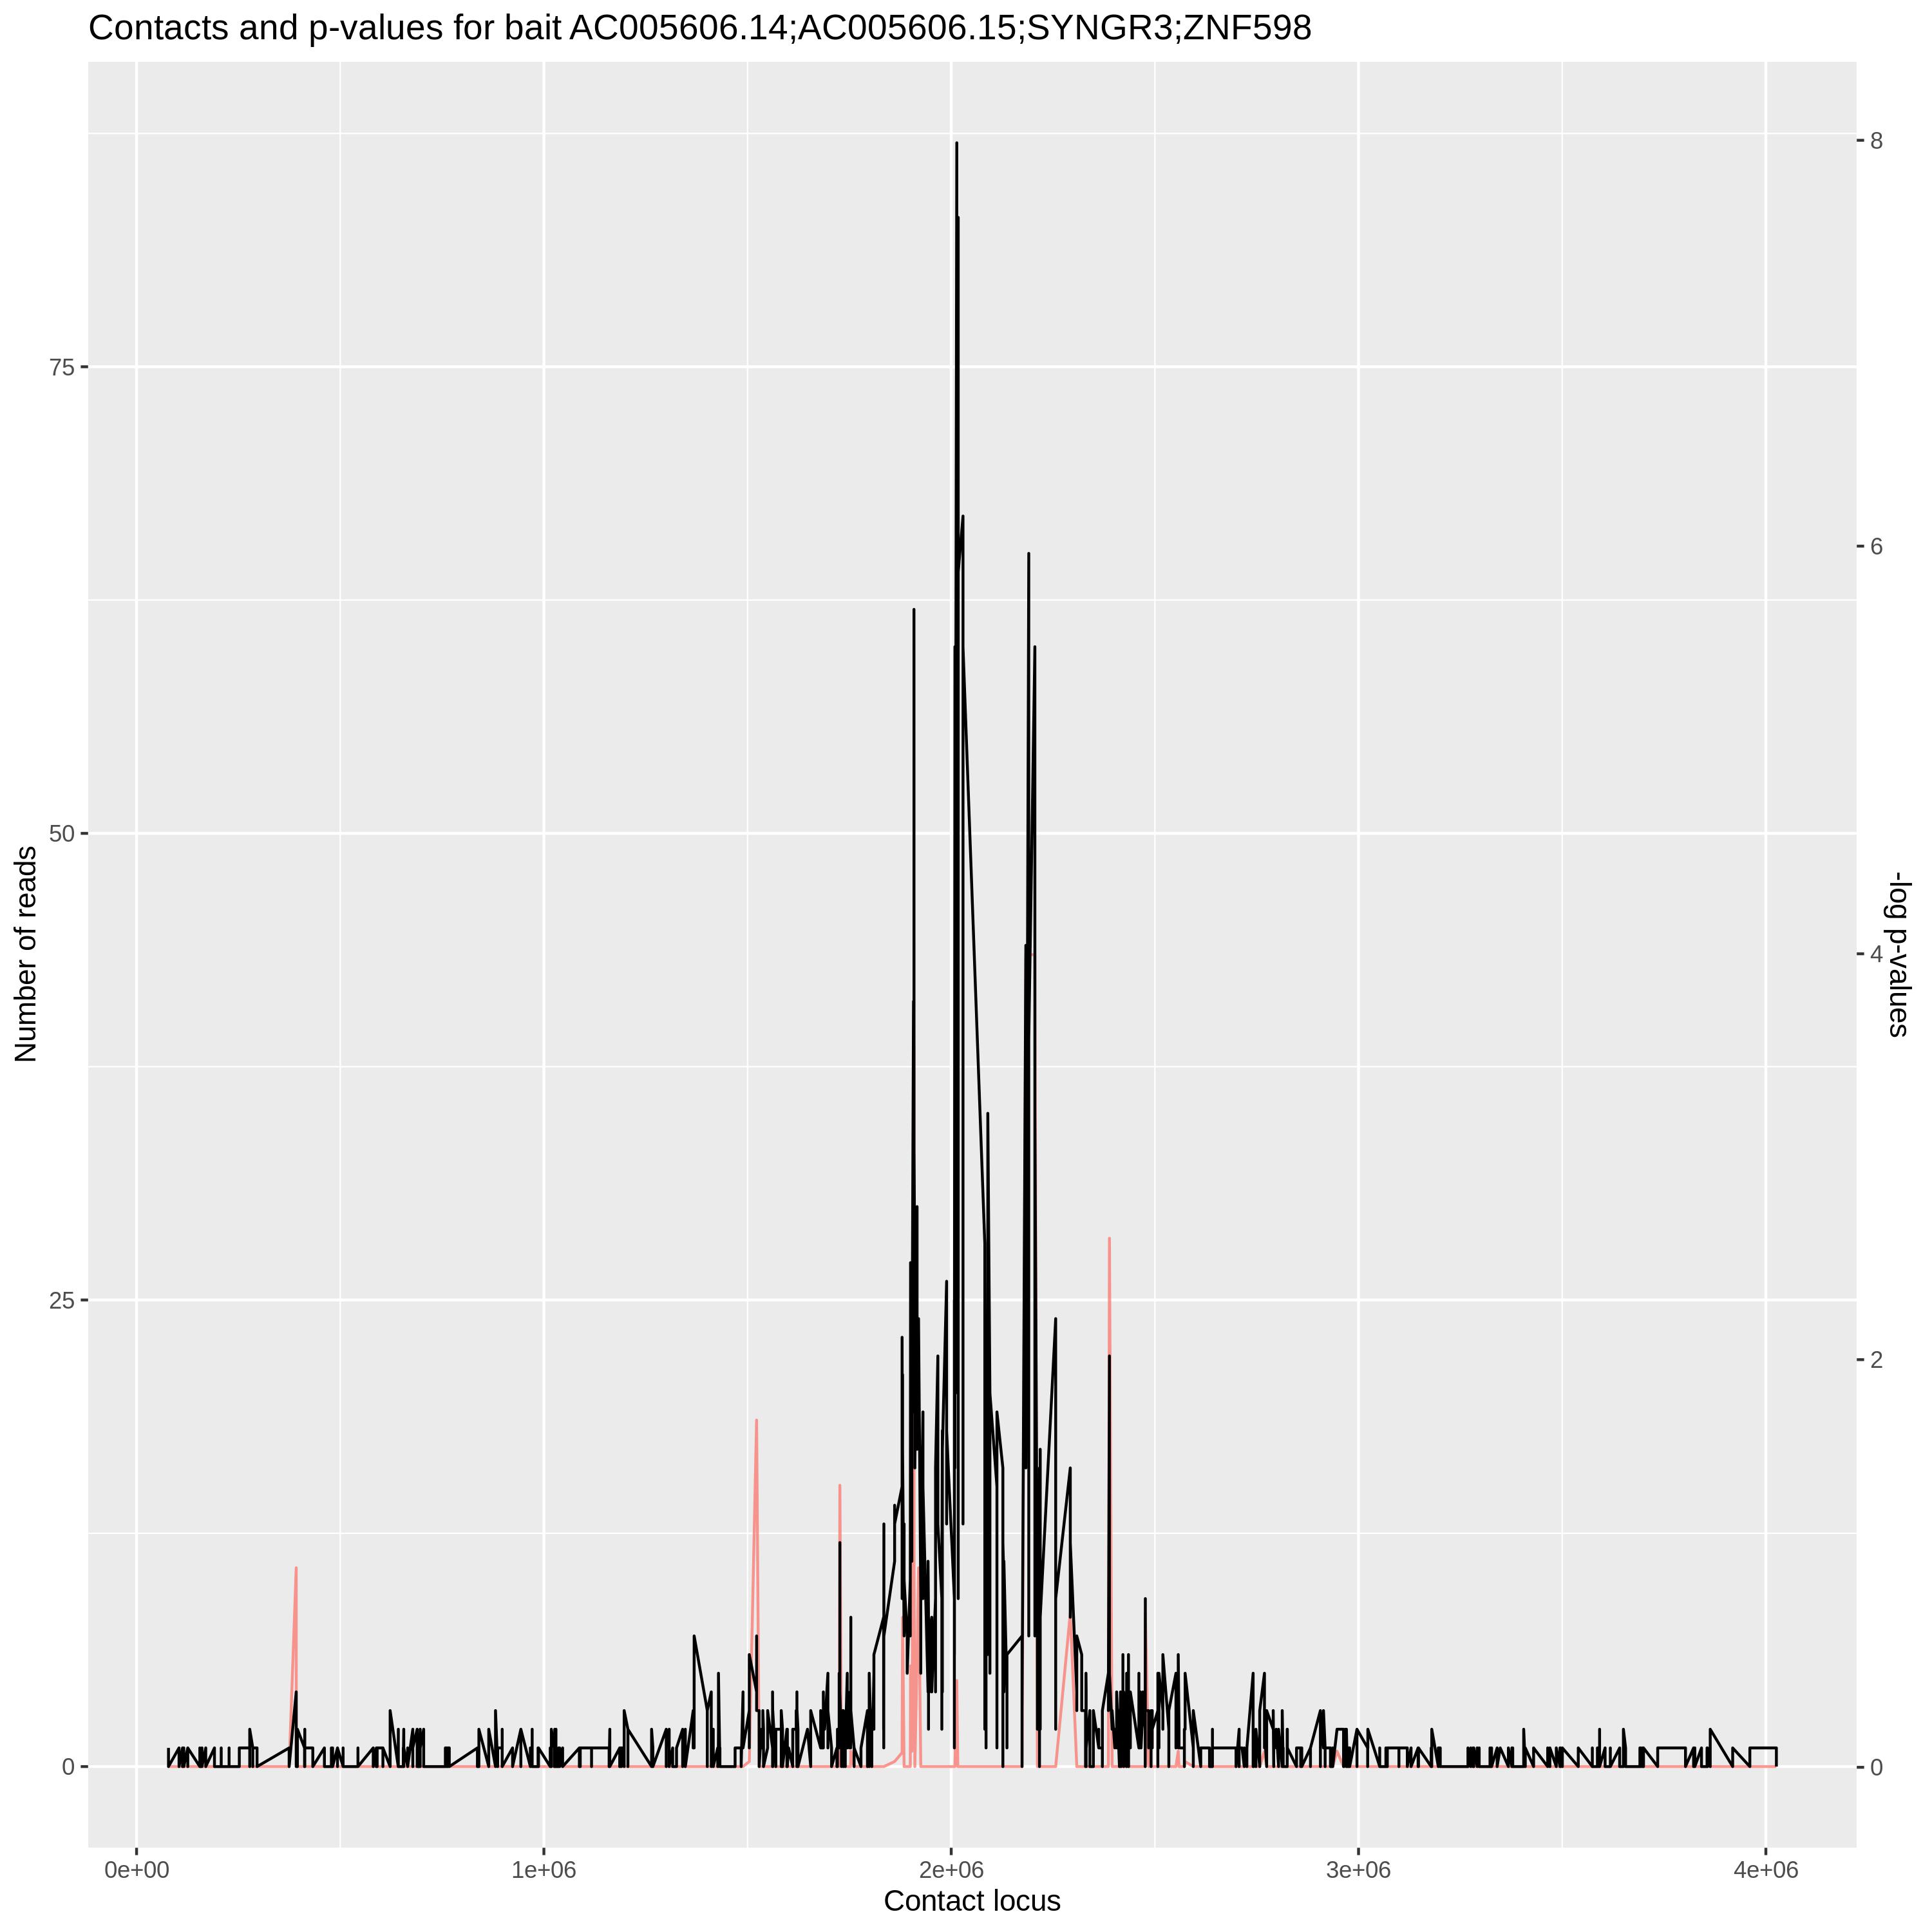 Contacts and p-values for bait AC005606.14;AC005606.15;SYNGR3;ZNF598
Number of reads
75
50
25
0
8
6
4
2
0
-log p-values
0e+00 1e+06 2e+06 3e+06 4e+06
Contact locus